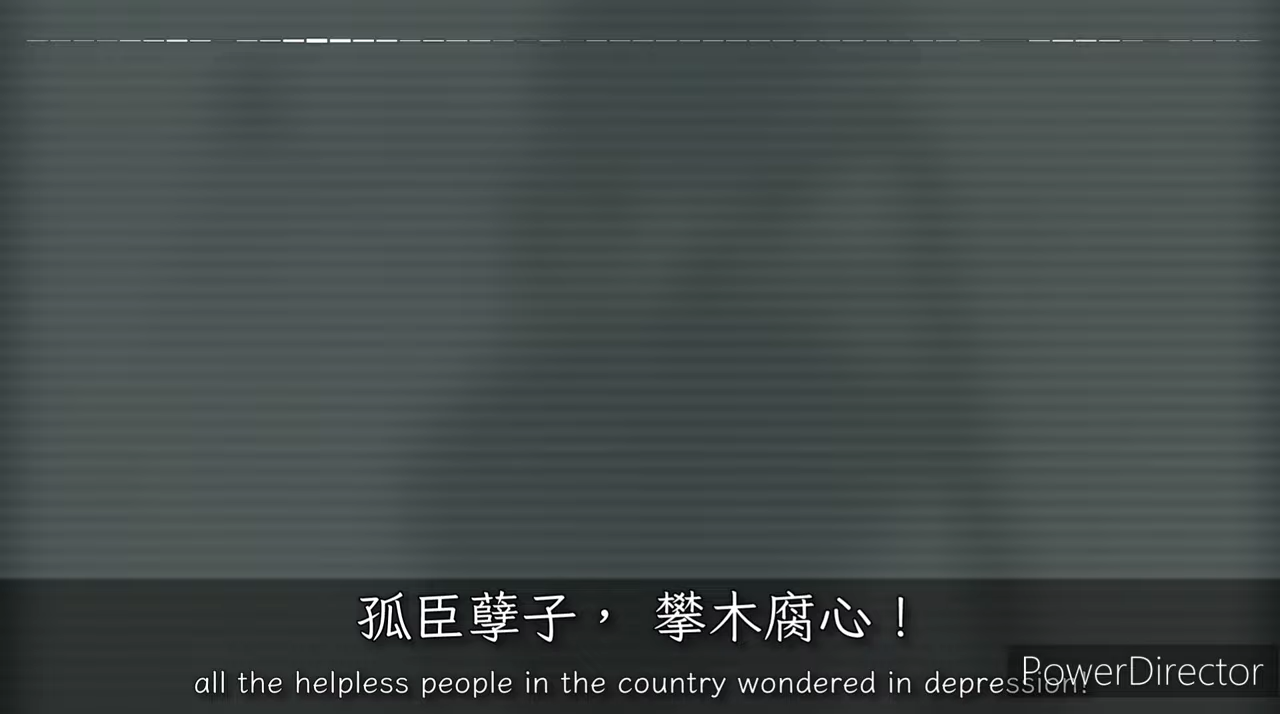 孤臣孽子， 攀木腐心！
all the helpless people in the country wondered in depression!
PowerDirector